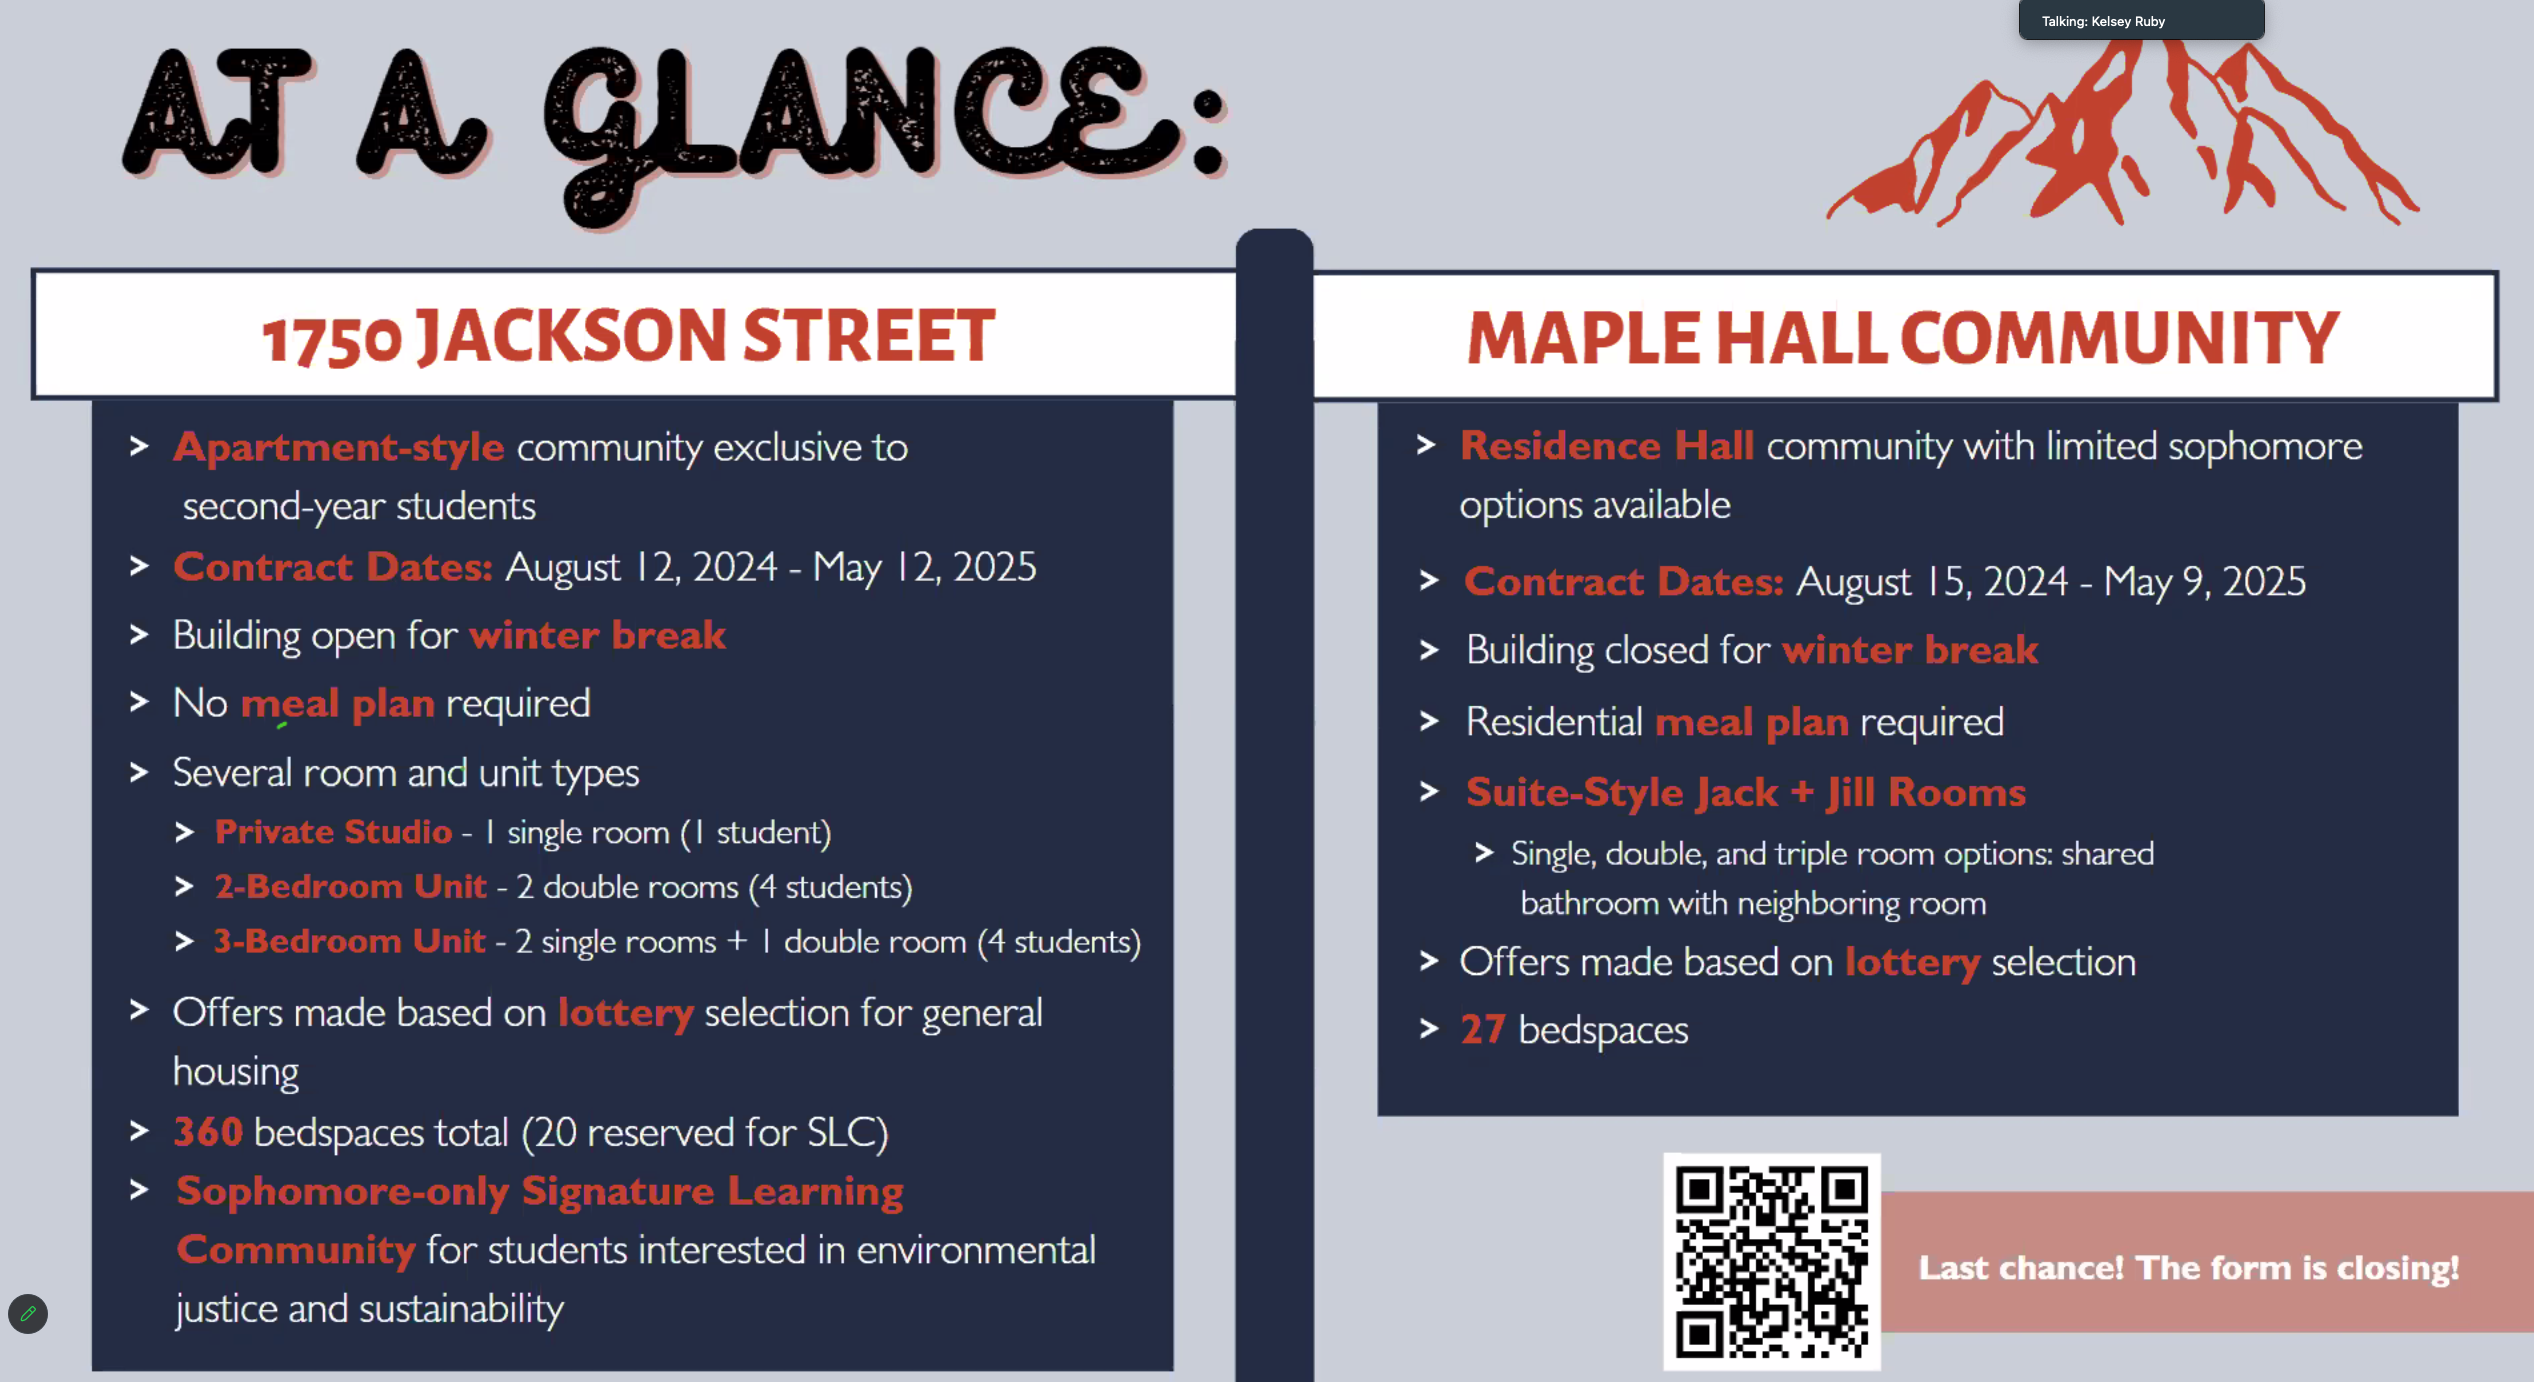 Talking: Kelsey Ruby
AT A GLANCE:
1750 JACKSON STREET
> Apartment-style community exclusive to
second-year students
> Contract Dates: August 12, 2024 - May 12, 2025
> Building open for winter break
> No meal plan required
> Several room and unit types
> Private Studio - 1 single room (1 student)
> 2-Bedroom Unit - 2 double rooms (4 students)
> 3-Bedroom Unit - 2 single rooms + 1 double room (4 students)
> Offers made based on lottery selection for general
housing
> 360 bedspaces total (20 reserved for SLC)
> Sophomore-only Signature Learning
Community for students interested in environmental
justice and sustainability
MAPLE HALL COMMUNITY
> Residence Hall community with limited sophomore
options available
> Contract Dates: August 15, 2024 - May 9, 2025
> Building closed for winter break
> Residential meal plan required
> Suite-Style Jack + Jill Rooms
> Single, double, and triple room options: shared
bathroom with neighboring room
> Offers made based on lottery selection
> 27 bedspaces
Last chance! The form is closing!